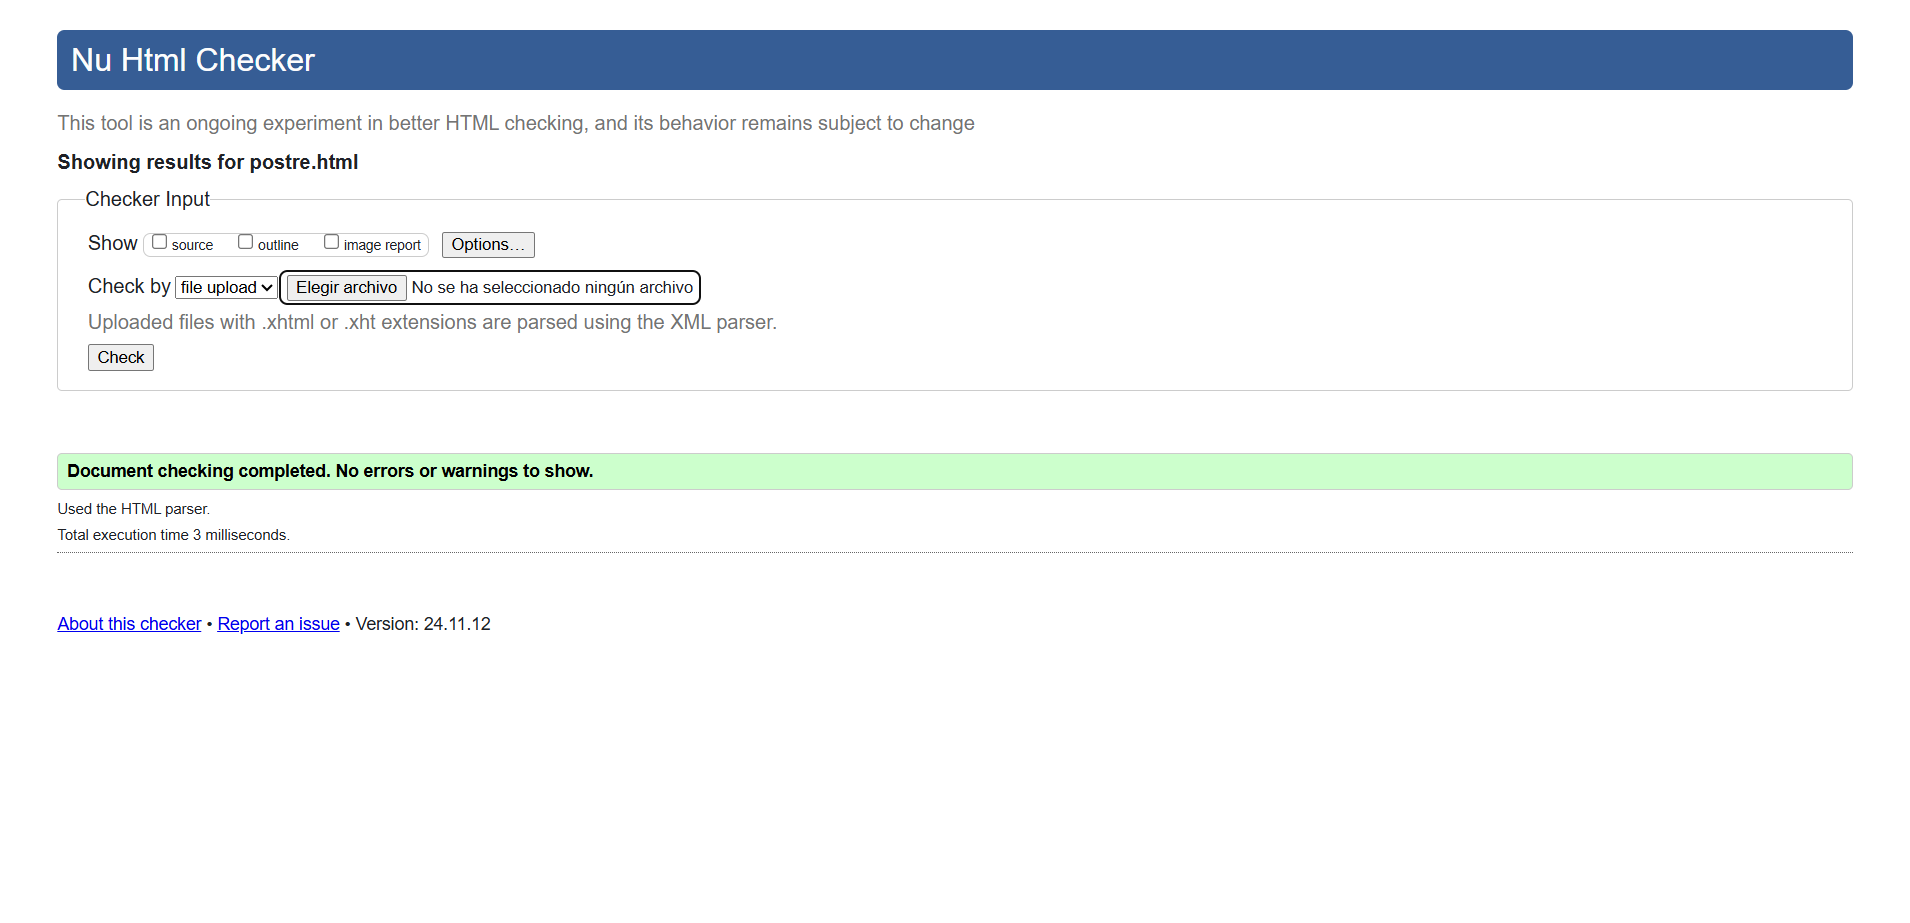 Nu Html Checker
This tool is an ongoing experiment in better HTML checking, and its behavior remains subject to change
Showing results for postre.html
Checker Input
Show source outline image report Options...
Check by file upload Elegir archivo No se ha seleccionado ningún archivo
Uploaded files with .xhtml or .xht extensions are parsed using the XML parser.
Check
Document checking completed. No errors or warnings to show.
Used the HTML parser.
Total execution time 3 milliseconds.
About this checker • Report an issue • Version: 24.11.12